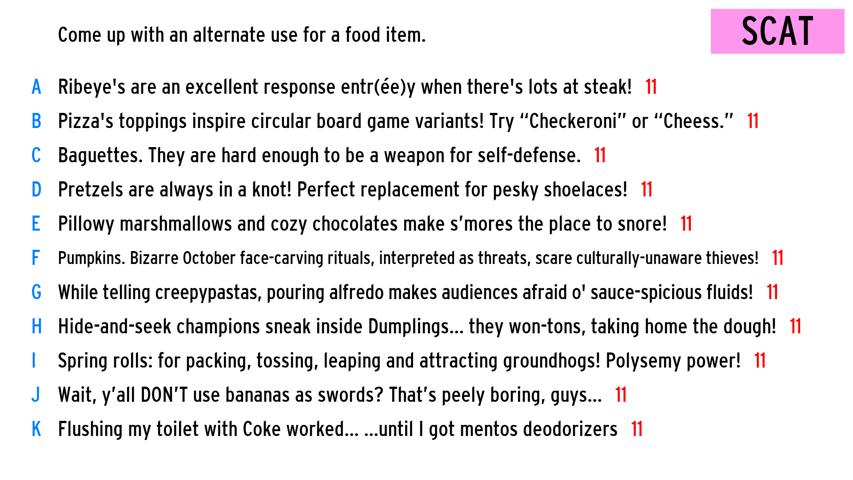 Come up with an alternate use for a food item.
SCAT
A Ribeye's are an excellent response entr(ée)y when there's lots at steak! 11
B Pizza's toppings inspire circular board game variants! Try “Checkeroni” or “Cheess.” 11
C Baguettes. They are hard enough to be a weapon for self-defense. 11
D Pretzels are always in a knot! Perfect replacement for pesky shoelaces! 11
E Pillowy marshmallows and cozy chocolates make s’mores the place to snore! 11
F Pumpkins. Bizarre October face-carving rituals, interpreted as threats, scare culturally-unaware thieves! 11
G While telling creepypastas, pouring alfredo makes audiences afraid o' sauce-spicious fluids! 11
H Hide-and-seek champions sneak inside Dumplings... they won-tons, taking home the dough! 11
I Spring rolls: for packing, tossing, leaping and attracting groundhogs! Polysemy power! 11
J Wait, y’all DON’T use bananas as swords? That’s peely boring, guys... 11
K Flushing my toilet with Coke worked... ...until I got mentos deodorizers 11